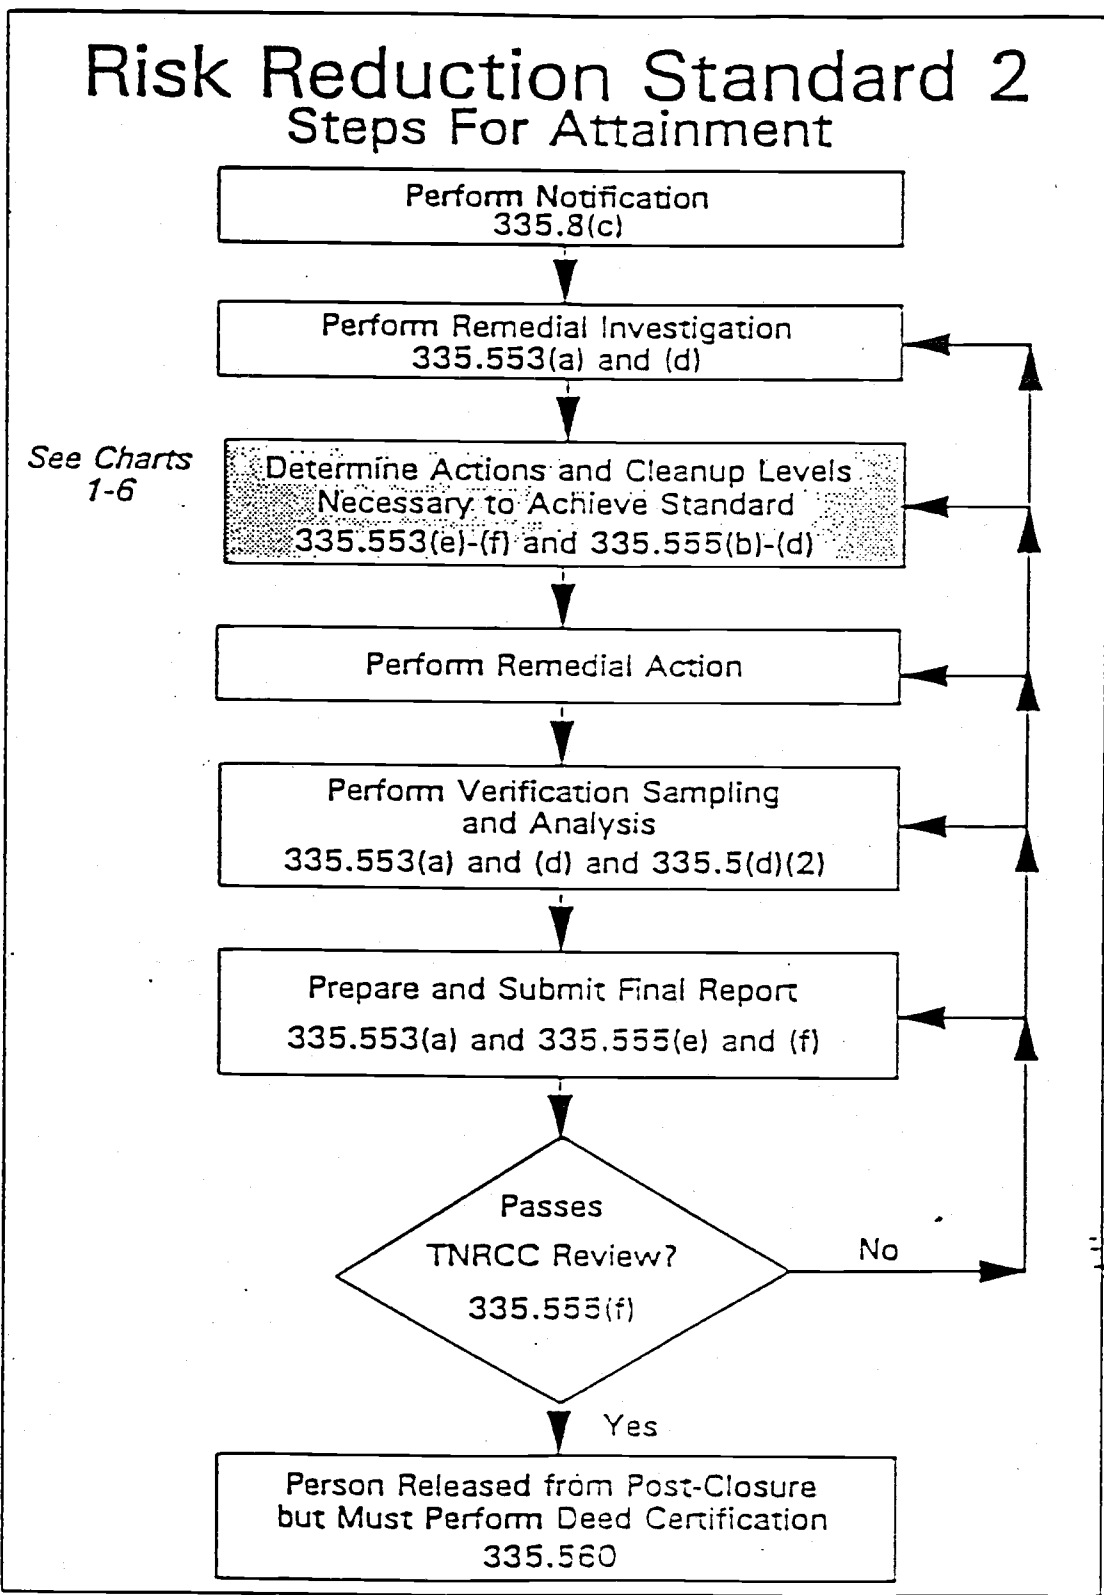 Risk Reduction Standard 2
Steps For Attainment
Perform Notification
335.8(c)
Perform Remedial Investigation
335.553(a) and (d)
See Charts
1-6
Determine Actions and Cleanup Levels
Necessary to Achieve Standard
335.553(e)-(f) and 335.555(b)-(d)
Perform Remedial Action
Perform Verification Sampling
and Analysis
335.553(a) and (d) and 335.5(d)(2)
Prepare and Submit Final Report
335.553(a) and 335.555(e) and (f)
Passes
TNRCC Review?
335.555(f)
No
Yes
Person Released from Post-Closure
but Must Perform Deed Certification
335.560